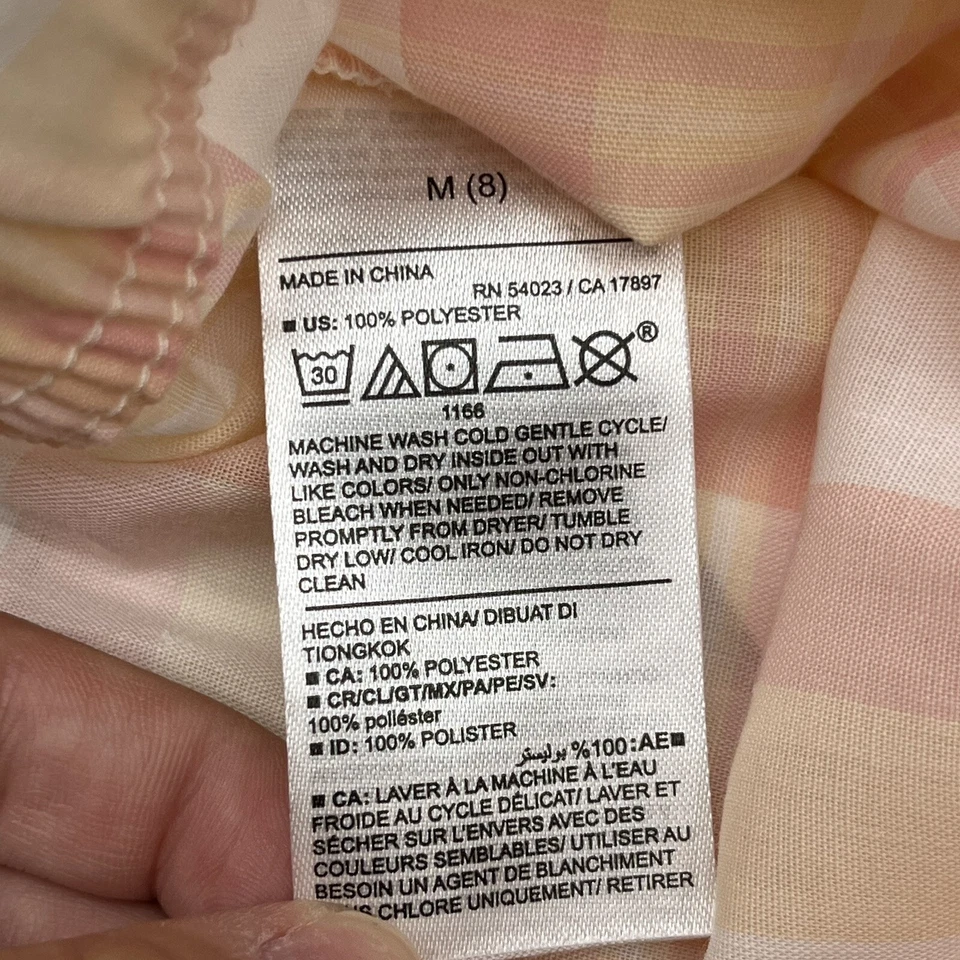 M (8)
MADE IN CHINA
RN 54023 / CA 17897
■ US: 100% POLYESTER
30
®
1166
MACHINE WASH COLD GENTLE CYCLE/
WASH AND DRY INSIDE OUT WITH
LIKE COLORS/ ONLY NON-CHLORINE
BLEACH WHEN NEEDED/ REMOVE
PROMPTLY FROM DRYER/ TUMBLE
DRY LOW/ COOL IRON/ DO NOT DRY
CLEAN
HECHO EN CHINA/ DIBUAT DI
TIONGKOK
■ CA: 100% POLYESTER
■ CR/CL/GT/MX/PA/PE/SV:
100% poliéster
■ ID: 100% POLISTER
■AE:100% بوليستر
■ CA: LAVER À LA MACHINE À L'EAU
FROIDE AU CYCLE DÉLICAT/ LAVER ET
SÉCHER SUR L'ENVERS AVEC DES
COULEURS SEMBLABLES/ UTILISER AU
BESOIN UN AGENT DE BLANCHIMENT
CHLORE UNIQUEMENT/ RETIRER